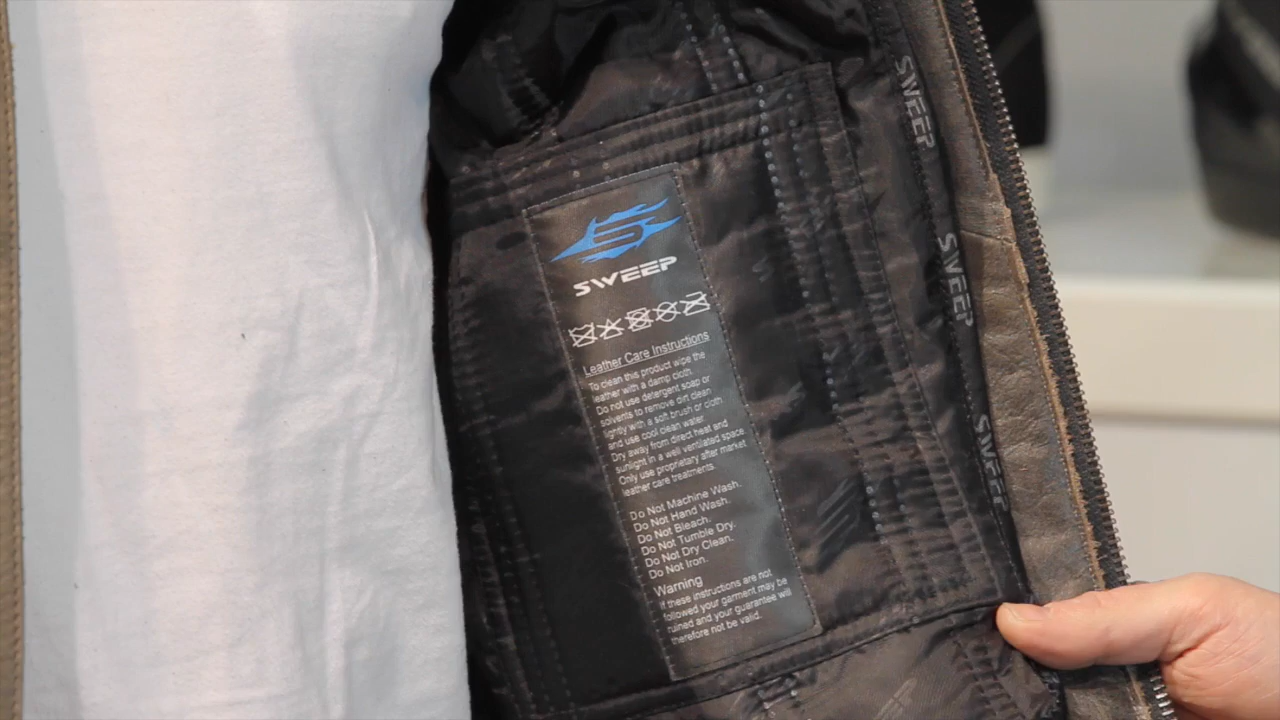 SWEEP
Leather Care Instructions
To clean this product wipe the
leather with a damp cloth.
Do not use detergent soap or
solvents to remove dirt clean
lightly with a soft brush or cloth
and use cool clean water
Dry away from direct heat and
sunlight in a well ventilated space.
Only use proprietary after market
leather care treatments.
Do Not Machine Wash.
Do Not Hand Wash.
Do Not Bleach.
Do Not Tumble Dry.
Do Not Dry Clean.
Do Not Iron.
Warning
If these instructions are not
followed your garment may be
ruined and your guarantee will
therefore not be valid.
SWEEP
SWEEP
SWEEP